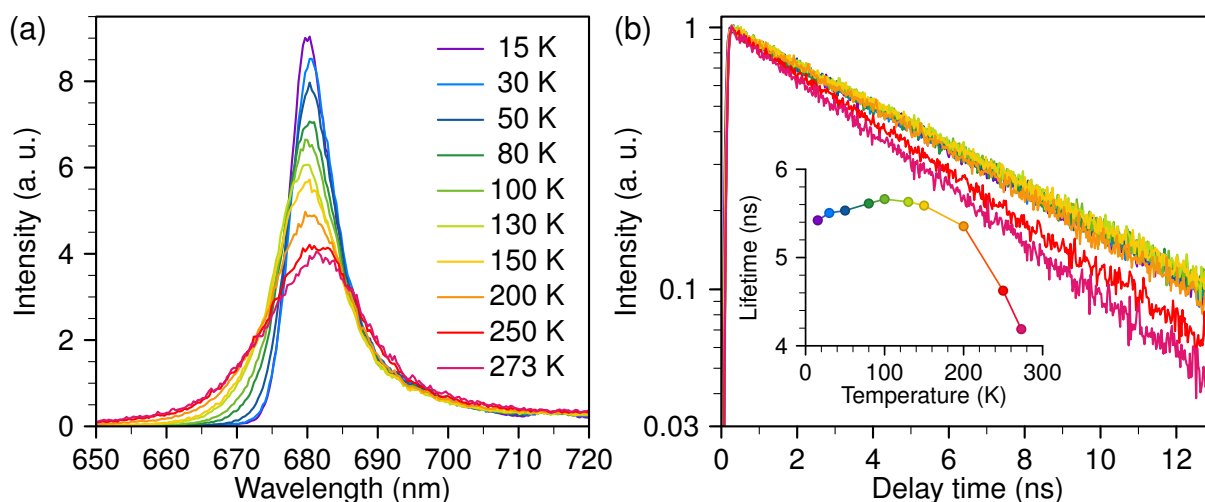 (a)
Intensity (a. u.)
8
6
4
2
0
650 660 670 680 690 700 710 720
Wavelength (nm)
15 K
30 K
50 K
80 K
100 K
130 K
150 K
200 K
250 K
273 K
(b)
Intensity (a. u.)
1
0.1
0.03
0 2 4 6 8 10 12
Delay time (ns)
Lifetime (ns)
6
5
4
0 100 200 300
Temperature (K)